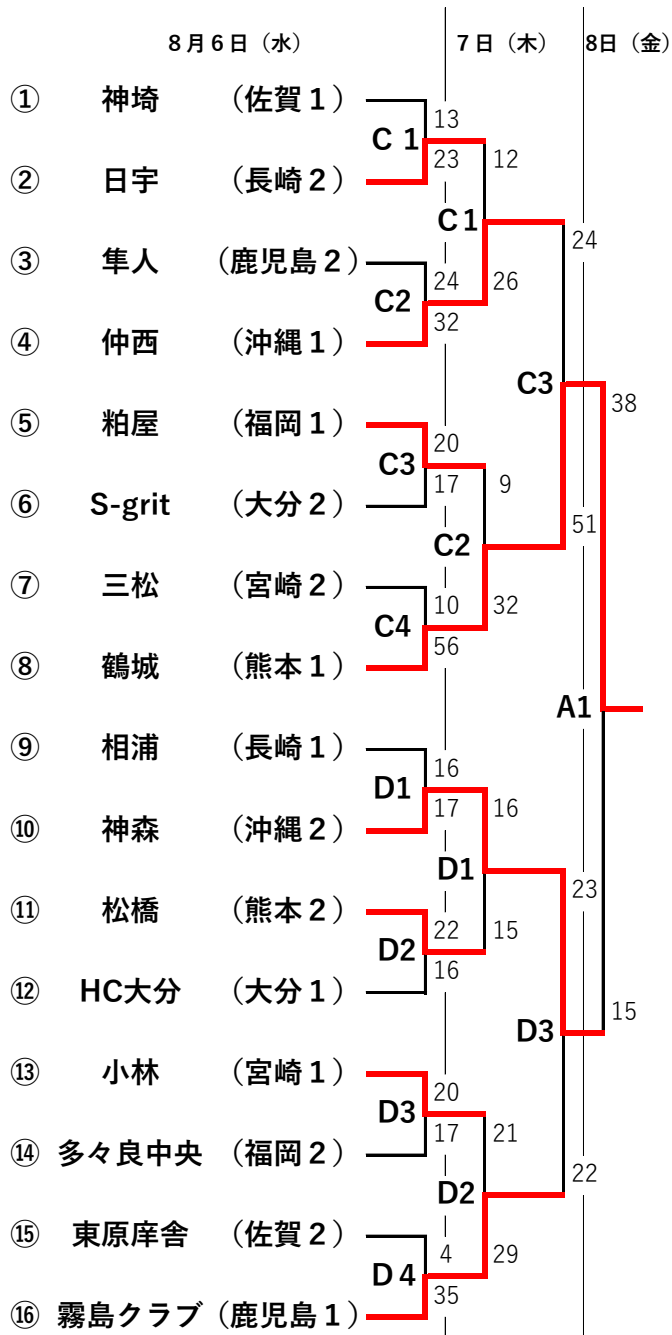 8月6日（水） 7日（木） 8日（金）
① 神埼 （佐賀１）
13
C 1
23 12
② 日宇 （長崎２）
C1
24
③ 隼人 （鹿児島２）
24 26
C2
32
④ 仲西 （沖縄１）
C3
38
⑤ 粕屋 （福岡１）
20
C3
17 9
⑥ S-grit （大分２）
51
C2
⑦ 三松 （宮崎２）
10 32
C4
56
⑧ 鶴城 （熊本１）
A1
⑨ 相浦 （長崎１）
16
D1
17 16
⑩ 神森 （沖縄２）
D1
23
⑪ 松橋 （熊本２）
22 15
D2
16
⑫ HC大分 （大分１）
15
D3
⑬ 小林 （宮崎１）
20
D3
17 21
⑭ 多々良中央 （福岡２）
22
D2
⑮ 東原庠舎 （佐賀２）
4 29
D 4
35
⑯ 霧島クラブ （鹿児島１）